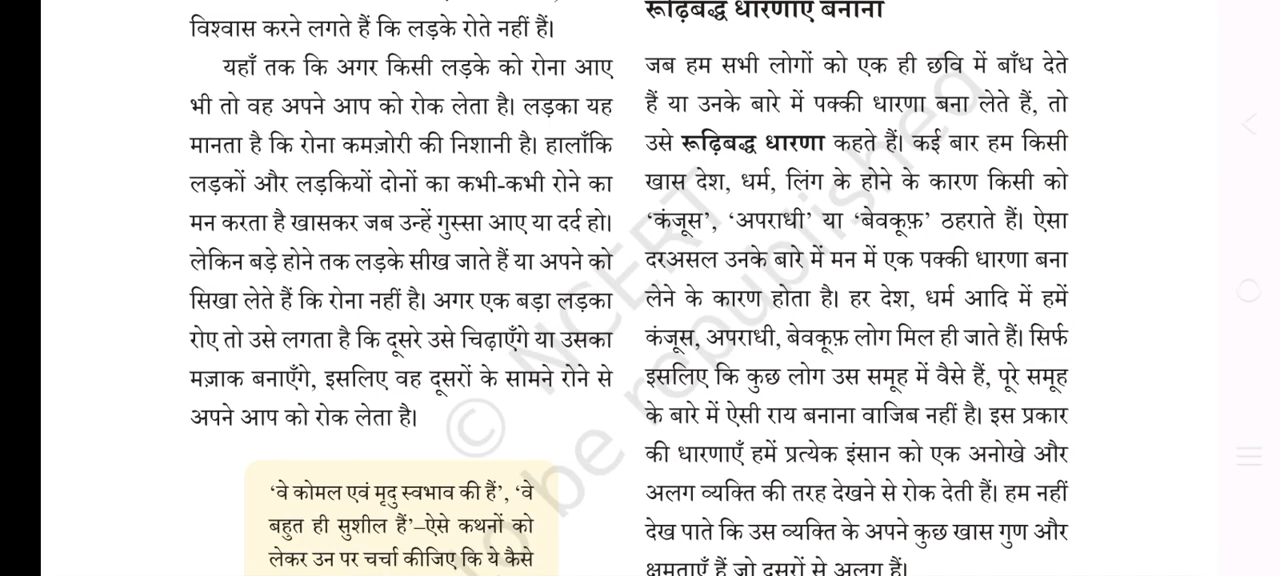 विश्वास करने लगते हैं कि लड़के रोते नहीं हैं।
यहाँ तक कि अगर किसी लड़के को रोना आए
भी तो वह अपने आप को रोक लेता है। लड़का यह
मानता है कि रोना कमज़ोरी की निशानी है। हालाँकि
लड़कों और लड़कियों दोनों का कभी-कभी रोने का
मन करता है खासकर जब उन्हें गुस्सा आए या दर्द हो।
लेकिन बड़े होने तक लड़के सीख जाते हैं या अपने को
सिखा लेते हैं कि रोना नहीं है। अगर एक बड़ा लड़का
रोए तो उसे लगता है कि दूसरे उसे चिढ़ाएँगे या उसका
मज़ाक बनाएँगे, इसलिए वह दूसरों के सामने रोने से
अपने आप को रोक लेता है।
‘वे कोमल एवं मृदु स्वभाव की हैं’, ‘वे
बहुत ही सुशील हैं’–ऐसे कथनों को
लेकर उन पर चर्चा कीजिए कि ये कैसे
रूढ़िबद्ध धारणाएँ बनाना
जब हम सभी लोगों को एक ही छवि में बाँध देते
हैं या उनके बारे में पक्की धारणा बना लेते हैं, तो
उसे रूढ़िबद्ध धारणा कहते हैं। कई बार हम किसी
खास देश, धर्म, लिंग के होने के कारण किसी को
‘कंजूस’, ‘अपराधी’ या ‘बेवकूफ़’ ठहराते हैं। ऐसा
दरअसल उनके बारे में मन में एक पक्की धारणा बना
लेने के कारण होता है। हर देश, धर्म आदि में हमें
कंजूस, अपराधी, बेवकूफ़ लोग मिल ही जाते हैं। सिर्फ
इसलिए कि कुछ लोग उस समूह में वैसे हैं, पूरे समूह
के बारे में ऐसी राय बनाना वाजिब नहीं है। इस प्रकार
की धारणाएँ हमें प्रत्येक इंसान को एक अनोखे और
अलग व्यक्ति की तरह देखने से रोक देती हैं। हम नहीं
देख पाते कि उस व्यक्ति के अपने कुछ खास गुण और
क्षमताएँ हैं जो दूसरों से अलग हैं।
© NCERT
to be republished